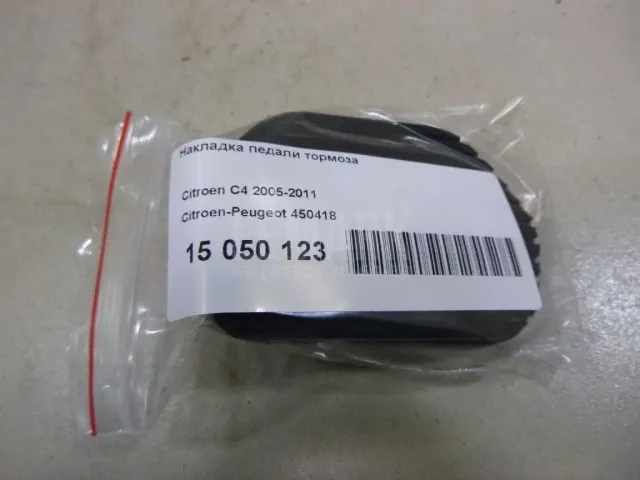 Накладка педали тормоза
Citroen C4 2005-2011
Citroen-Peugeot 450418
15 050 123